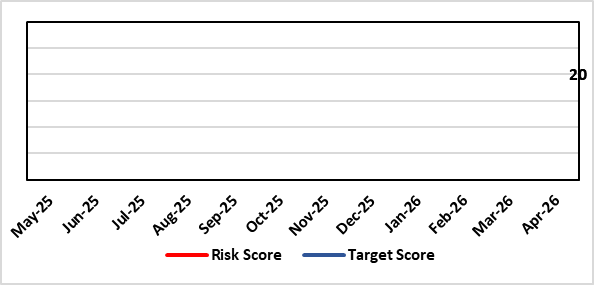 20
May-25 Jun-25 Jul-25 Aug-25 Sep-25 Oct-25 Nov-25 Dec-25 Jan-26 Feb-26 Mar-26 Apr-26
Risk Score Target Score